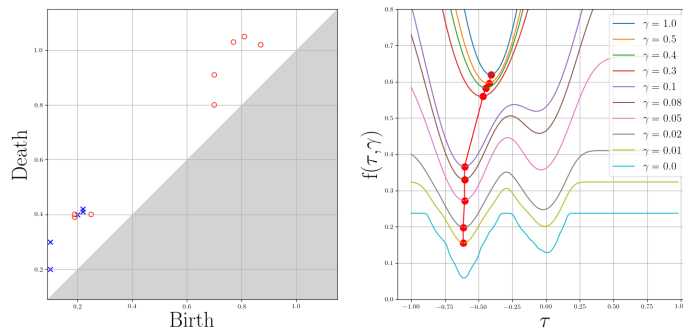 1.0
0.8
0.6
0.4
0.2
Death
0.2
0.4
0.6
0.8
1.0
Birth
0.8
0.7
0.6
0.5
0.4
0.3
0.2
0.1
0.0
f(τ,γ)
−1.00
−0.75
−0.50
−0.25
0.00
0.25
0.50
0.75
1.00
τ
γ = 1.0
γ = 0.5
γ = 0.4
γ = 0.3
γ = 0.1
γ = 0.08
γ = 0.05
γ = 0.02
γ = 0.01
γ = 0.0